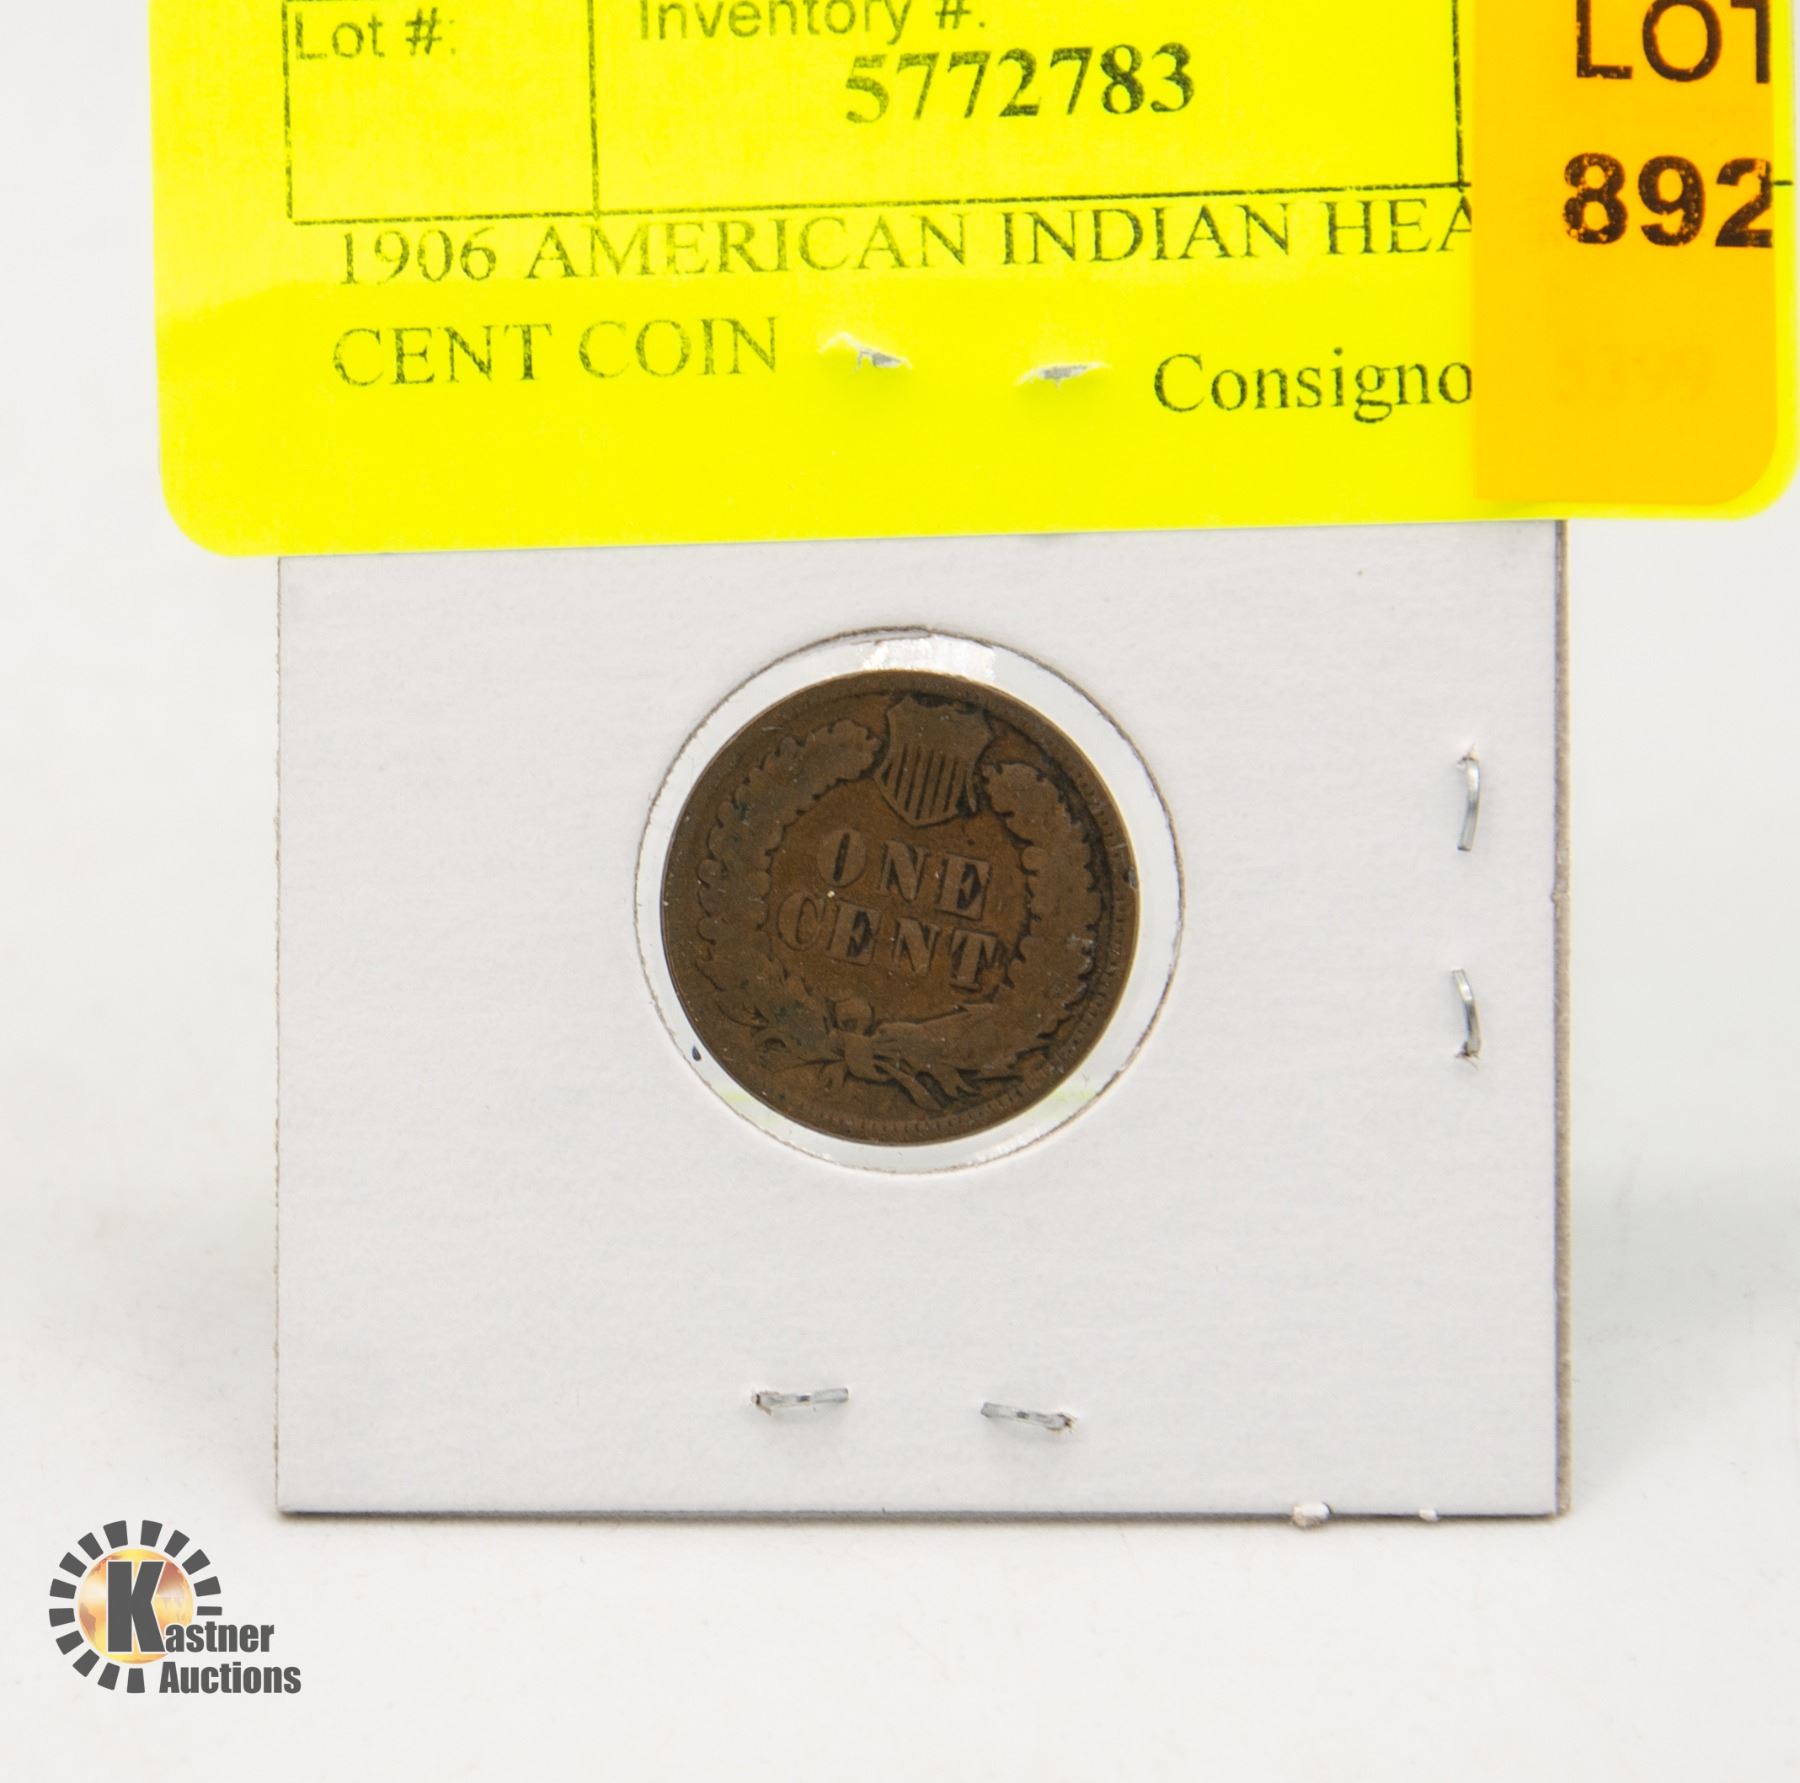 Lot #:
Inventory #:
5772783
LOT
892
1906 AMERICAN INDIAN HEA
CENT COIN
Consigno
ONE
CENT
Kastner
Auctions